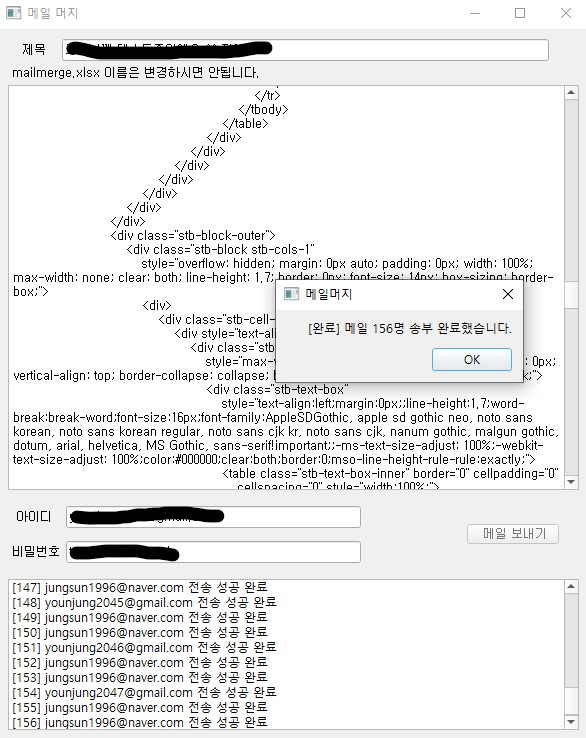 메일 머지
제목
mailmerge.xlsx 이름은 변경하시면 안됩니다.
</tr>
</tbody>
</table>
</div>
</div>
</div>
</div>
</div>
</div>
<div class="stb-block-outer">
<div class="stb-block stb-cols-1"
style="overflow: hidden; margin: 0px auto; padding: 0px; width: 100%;
max-width: none; clear: both; line-height: 1.7; border: 0px; font-size: 14px; box-sizing: border-
box;">
<div>
<div class="stb-cell-
<div style="text-ali
<div class="stb
style="max-v 0px;
vertical-align: top; border-collapse: collapse;
<div class="stb-text-box"
style="text-align:left;margin:0px;;line-height:1.7;word-
break:break-word;font-size:16px;font-family:AppleSDGothic, apple sd gothic neo, noto sans
korean, noto sans korean regular, noto sans cjk kr, noto sans cjk, nanum gothic, malgun gothic,
dotum, arial, helvetica, MS Gothic, sans-serif!important;;-ms-text-size-adjust: 100%;-webkit-
text-size-adjust: 100%;color:#000000;clear:both;border:0;mso-line-height-rule-rule:exactly;">
<table class="stb-text-box-inner" border="0" cellpadding="0"
cellspacing="0" style="width:100%;">
메일머지
[완료] 메일 156명 송부 완료했습니다.
OK
아이디
메일 보내기
비밀번호
[147] jungsun1996@naver.com 전송 성공 완료
[148] younjung2045@gmail.com 전송 성공 완료
[149] jungsun1996@naver.com 전송 성공 완료
[150] jungsun1996@naver.com 전송 성공 완료
[151] younjung2046@gmail.com 전송 성공 완료
[152] jungsun1996@naver.com 전송 성공 완료
[153] jungsun1996@naver.com 전송 성공 완료
[154] younjung2047@gmail.com 전송 성공 완료
[155] jungsun1996@naver.com 전송 성공 완료
[156] jungsun1996@naver.com 전송 성공 완료